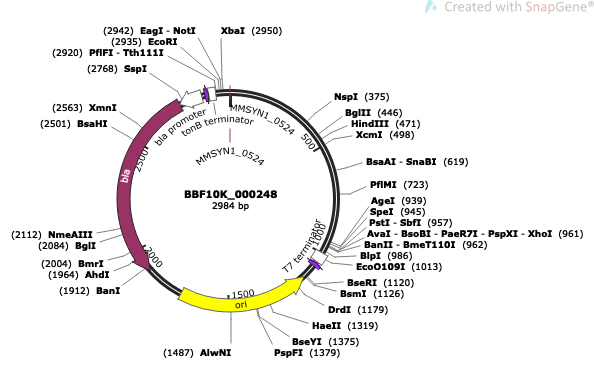 Created with SnapGene®
(2942) EagI - NotI
XbaI (2950)
(2935) EcoRI
(2920) PflFI - Tth111I
(2768) SspI
NspI (375)
(2563) XmnI
BglII (446)
(2501) BsaHI
HindIII (471)
XcmI (498)
bla promoter
tonB terminator
MMSYN1_0524
500
MMSYN1_0524
BsaAI - SnaBI (619)
2500
bla
PflMI (723)
BBF10K_000248
2984 bp
AgeI (939)
SpeI (945)
PstI - SbfI (957)
AvaI - BsoBI - PaeR7I - PspXI - XhoI (961)
BanII - BmeT110I (962)
BlpI (986)
EcoO109I (1013)
(2112) NmeAIII
(2084) BglI
(2004) BmrI
(1964) AhdI
(1912) BanI
2000
T7 terminator
1000
BseRI (1120)
BsmI (1126)
1500
ori
DrdI (1179)
HaeII (1319)
BseYI (1375)
(1487) AlwNI
PspFI (1379)